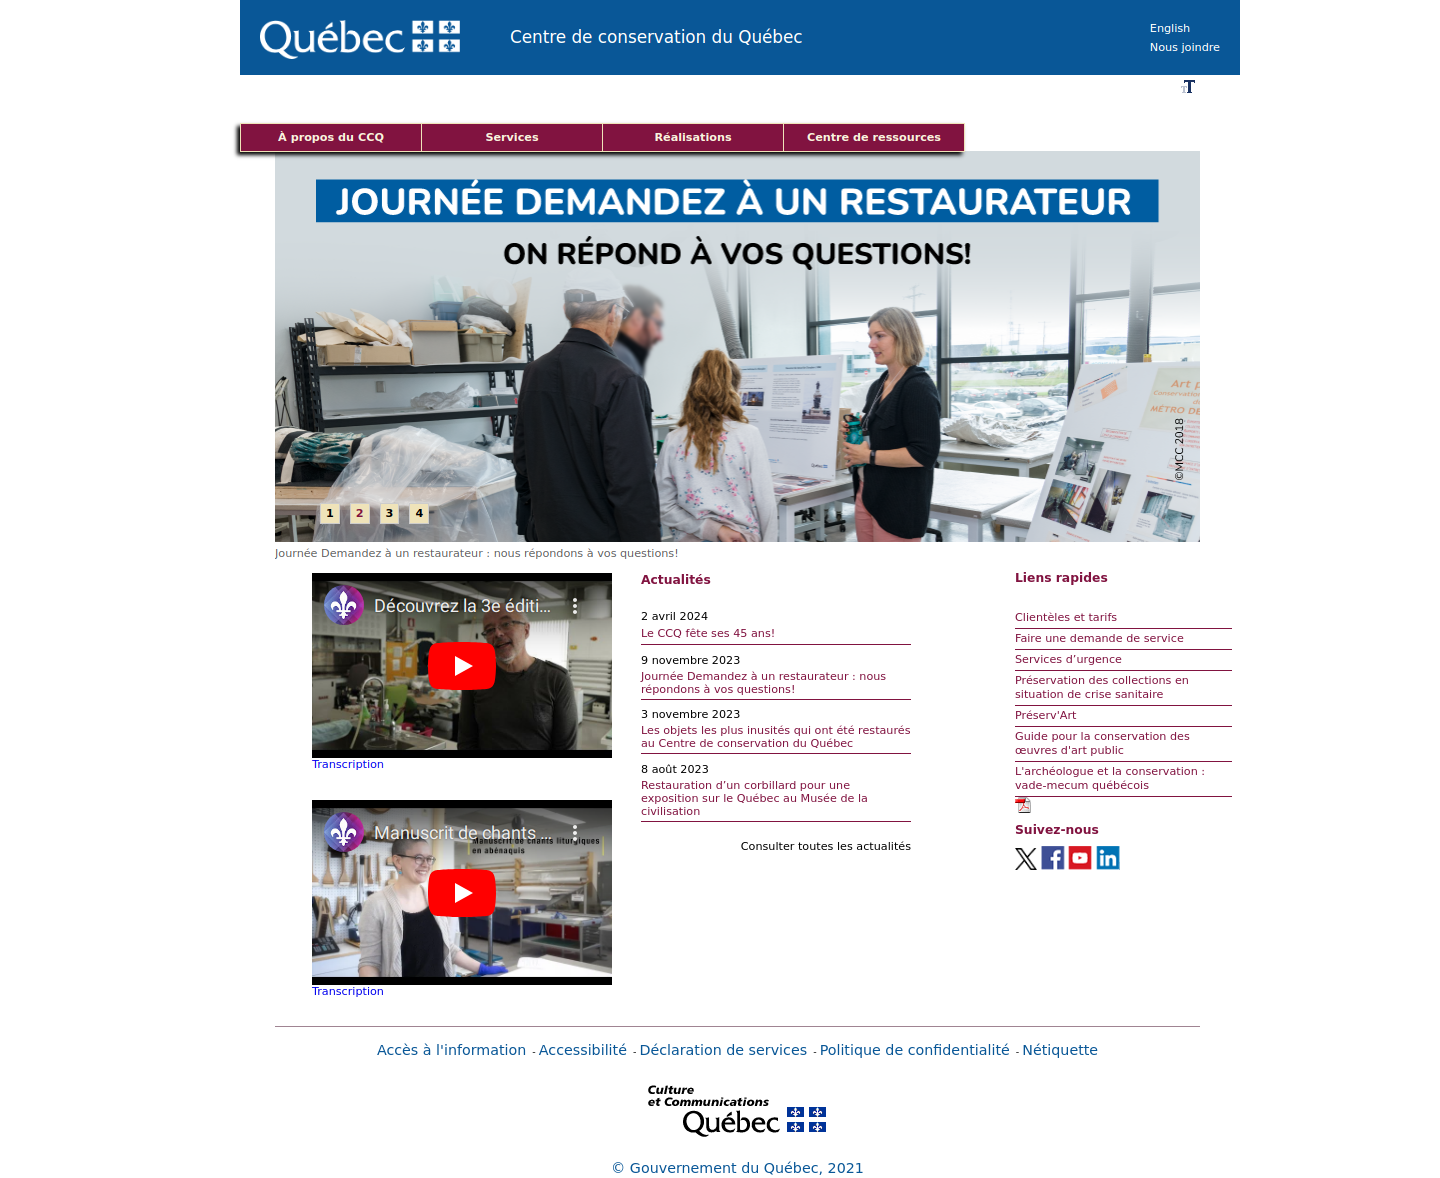 Québec
Centre de conservation du Québec
English
Nous joindre
À propos du CCQ
Services
Réalisations
Centre de ressources
JOURNÉE DEMANDEZ À UN RESTAURATEUR
ON RÉPOND À VOS QUESTIONS!
©MCC 2018
1 2 3 4
Journée Demandez à un restaurateur : nous répondons à vos questions!
Découvrez la 3e éditi...
Transcription
Manuscrit de chants ...
Manuscrit de chants liturgiques
en abénaquis
Transcription
Actualités
2 avril 2024
Le CCQ fête ses 45 ans!
9 novembre 2023
Journée Demandez à un restaurateur : nous
répondons à vos questions!
3 novembre 2023
Les objets les plus inusités qui ont été restaurés
au Centre de conservation du Québec
8 août 2023
Restauration d’un corbillard pour une
exposition sur le Québec au Musée de la
civilisation
Consulter toutes les actualités
Liens rapides
Clientèles et tarifs
Faire une demande de service
Services d’urgence
Préservation des collections en
situation de crise sanitaire
Préserv'Art
Guide pour la conservation des
œuvres d'art public
L'archéologue et la conservation :
vade-mecum québécois
Suivez-nous
Accès à l'information - Accessibilité - Déclaration de services - Politique de confidentialité - Nétiquette
Culture
et Communications
Québec
© Gouvernement du Québec, 2021